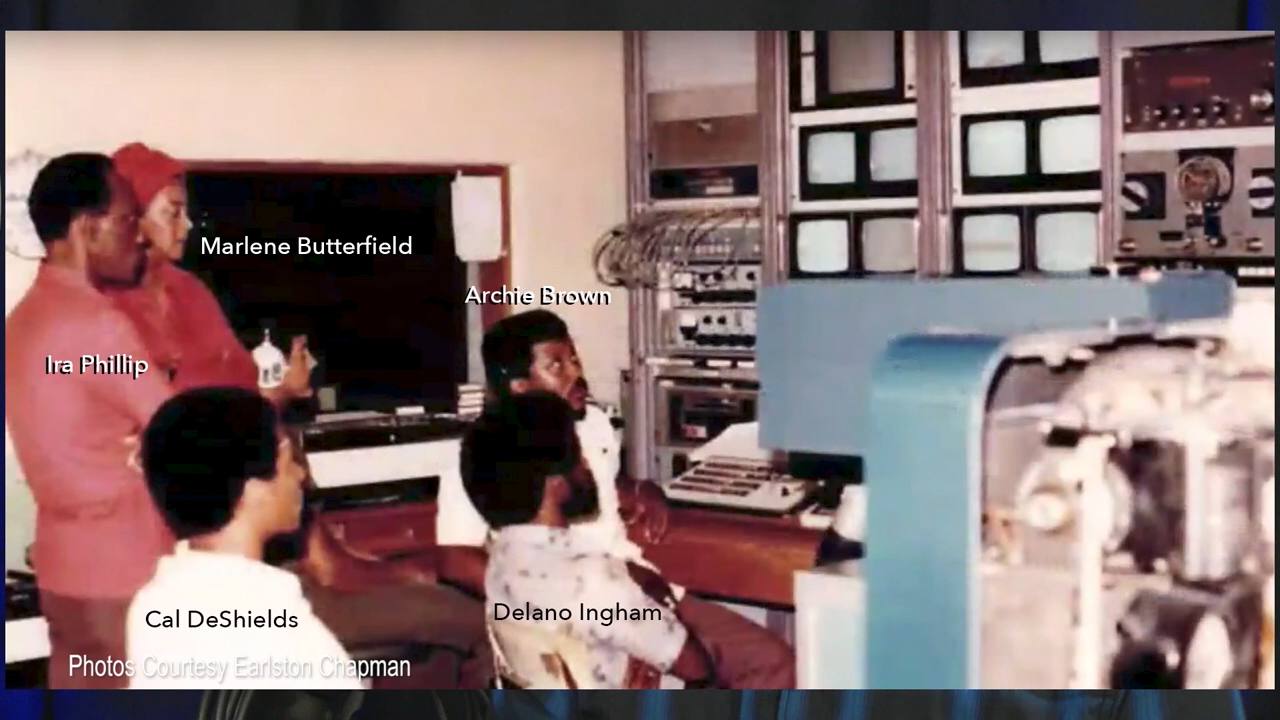 Marlene Butterfield
Archie Brown
Ira Phillip
Cal DeShields
Delano Ingham
Photos Courtesy Earlston Chapman